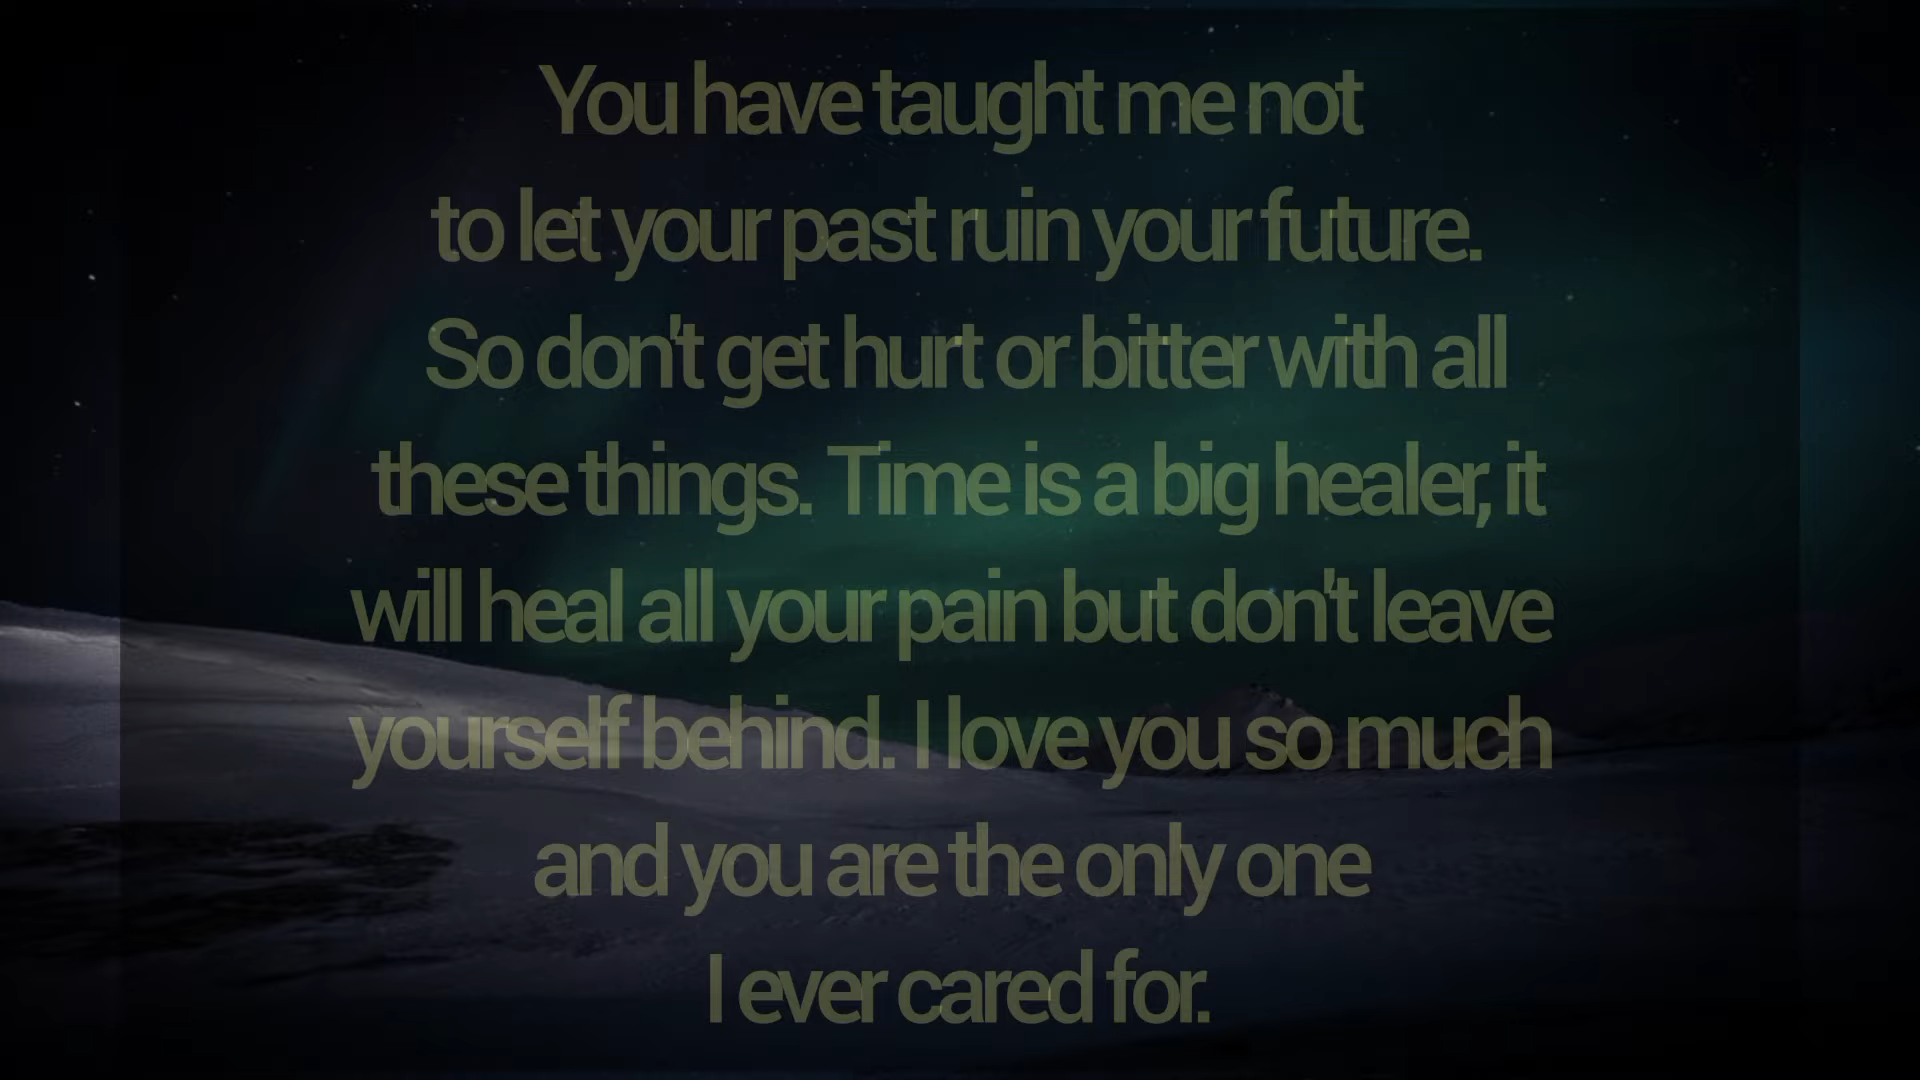 You have taught me not
to let your past ruin your future.
So don't get hurt or bitter with all
these things. Time is a big healer, it
will heal all your pain but don't leave
yourself behind. I love you so much
and you are the only one
I ever cared for.